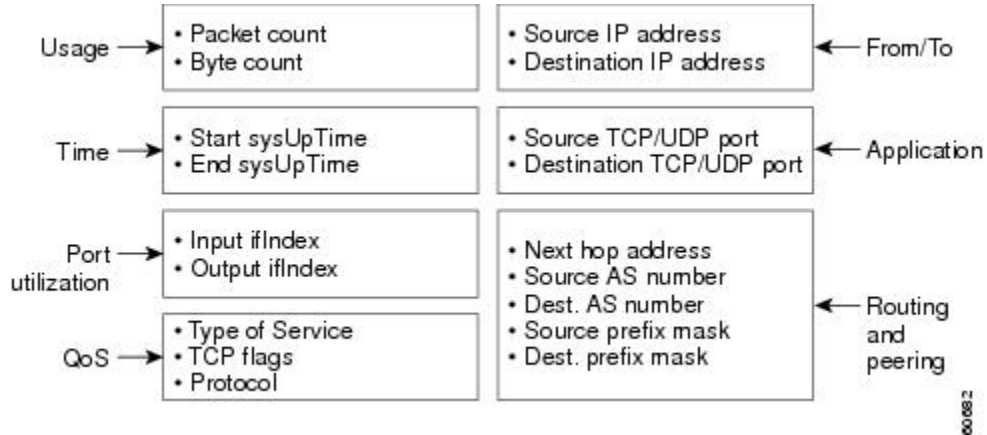 Usage
• Packet count
• Byte count
• Source IP address
• Destination IP address
From/To
Time
• Start sysUpTime
• End sysUpTime
• Source TCP/UDP port
• Destination TCP/UDP port
Application
Port
utilization
• Input ifIndex
• Output ifIndex
QoS
• Type of Service
• TCP flags
• Protocol
• Next hop address
• Source AS number
• Dest. AS number
• Source prefix mask
• Dest. prefix mask
Routing
and
peering
60682